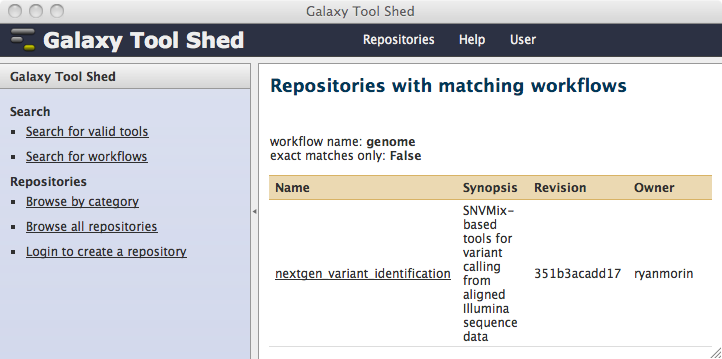 Galaxy Tool Shed
Galaxy Tool Shed
Repositories Help User
Galaxy Tool Shed
Search
Search for valid tools
Search for workflows
Repositories
Browse by category
Browse all repositories
Login to create a repository
Repositories with matching workflows
workflow name: genome
exact matches only: False
Name Synopsis Revision Owner
nextgen_variant_identification
SNVMix-
based
tools for
variant
calling
from
aligned
Illumina
sequence
data
351b3acadd17
ryanmorin